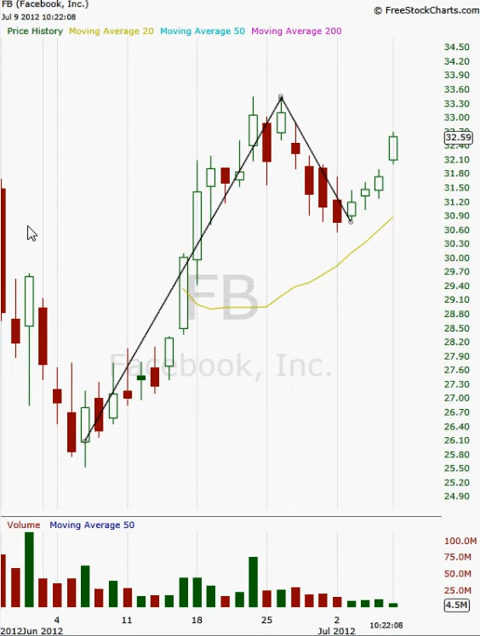 FB (Facebook, Inc.)
© FreeStockCharts.com
Jul 9 2012 10:22:08
Price History Moving Average 20 Moving Average 50 Moving Average 200
34.50
34.20
33.90
33.60
33.30
33.00
32.59
32.40
32.10
31.80
31.50
31.20
30.90
30.60
30.30
30.00
29.70
29.40
29.10
28.80
28.50
28.20
27.90
27.60
27.30
27.00
26.70
26.40
26.10
25.80
25.50
25.20
24.90
FB
Facebook, Inc.
Volume Moving Average 50
100.0M
75.0M
50.0M
25.0M
4.5M
4 11 18 25 2 10:22:08
2012Jun 2012 Jul 2012